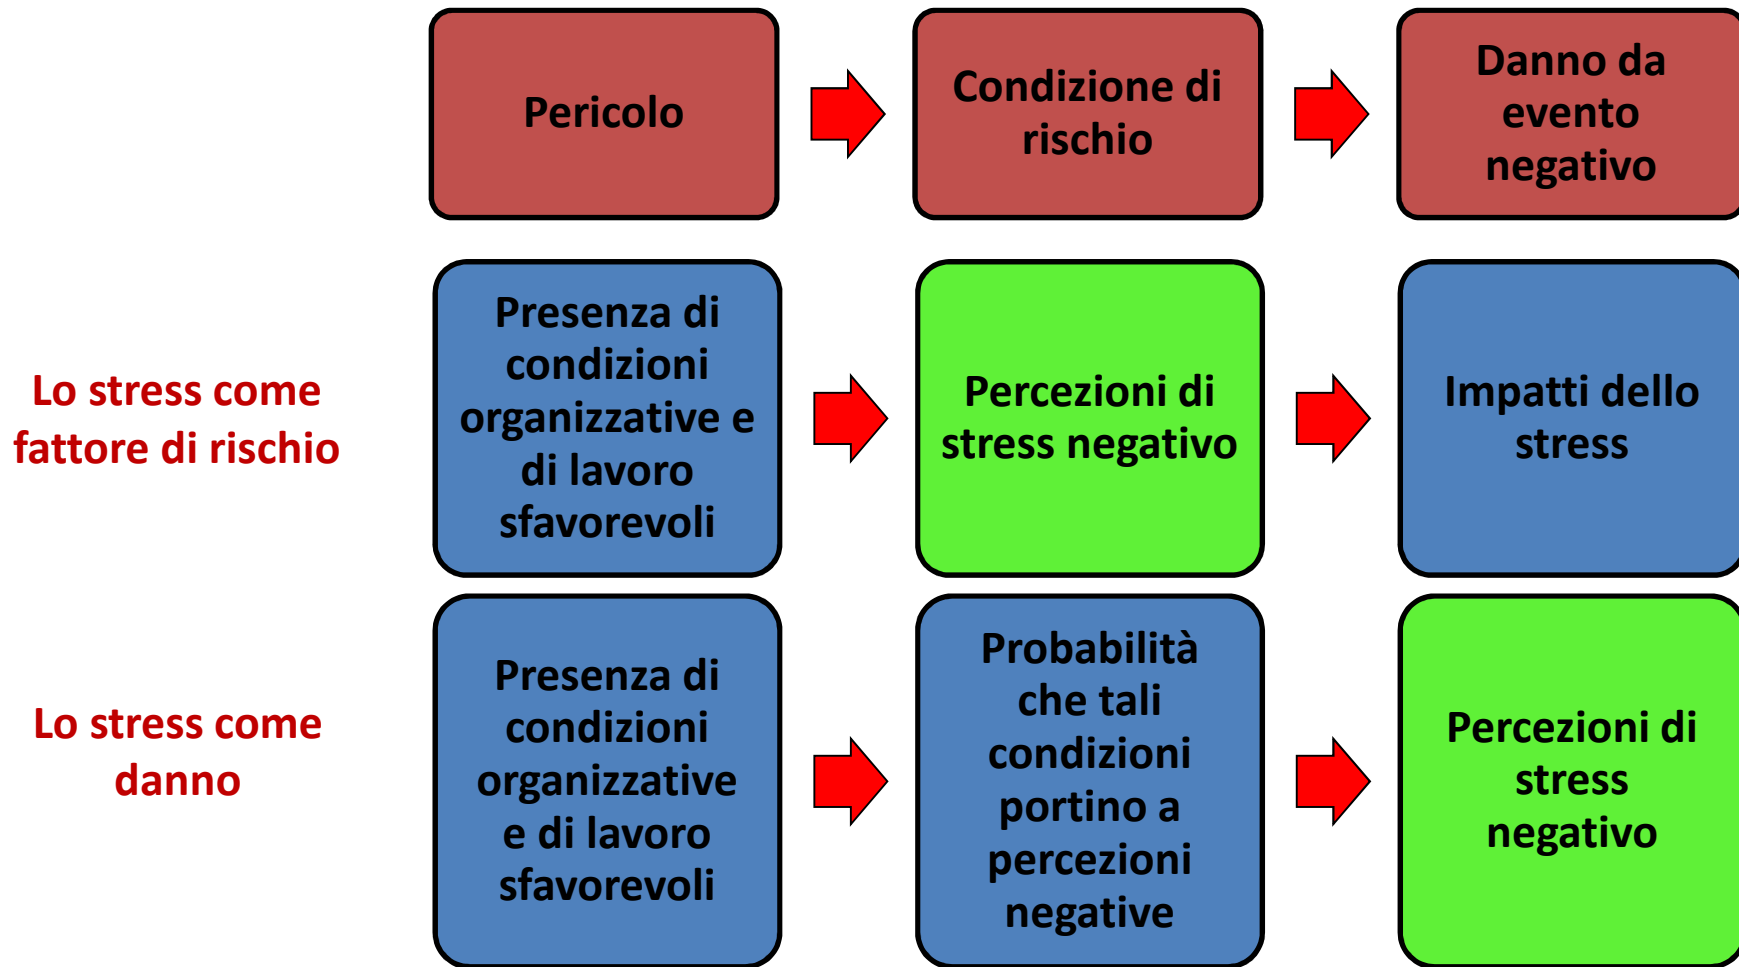 Pericolo
Condizione di
rischio
Danno da
evento
negativo
Lo stress come
fattore di rischio
Presenza di
condizioni
organizzative e
di lavoro
sfavorevoli
Percezioni di
stress negativo
Impatti dello
stress
Lo stress come
danno
Presenza di
condizioni
organizzative
e di lavoro
sfavorevoli
Probabilità
che tali
condizioni
portino a
percezioni
negative
Percezioni di
stress
negativo